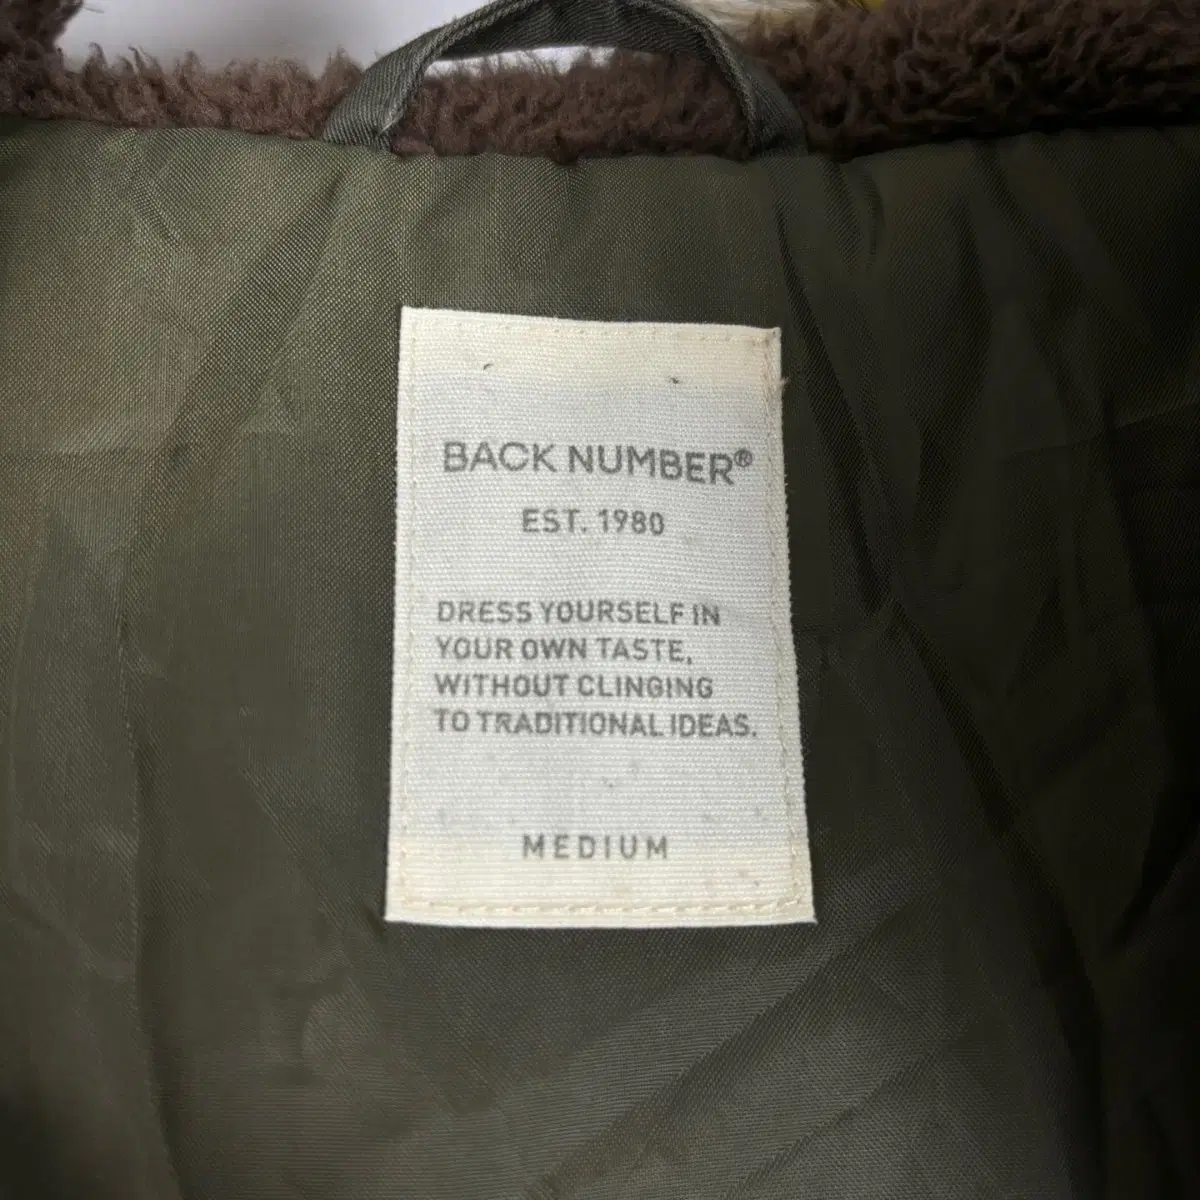 BACK NUMBER®
EST. 1980
DRESS YOURSELF IN
YOUR OWN TASTE,
WITHOUT CLINGING
TO TRADITIONAL IDEAS.
MEDIUM